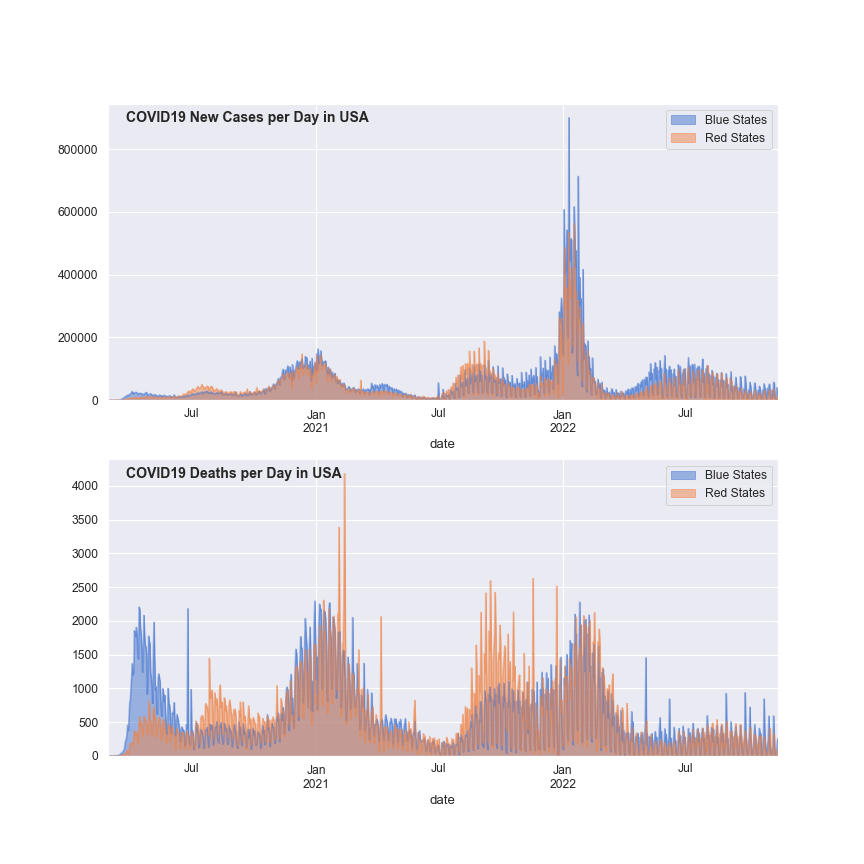 COVID19 New Cases per Day in USA
Blue States
Red States
800000
600000
400000
200000
0
Jul
Jan
2021
Jul
Jan
2022
Jul
date
COVID19 Deaths per Day in USA
Blue States
Red States
4000
3500
3000
2500
2000
1500
1000
500
0
Jul
Jan
2021
Jul
Jan
2022
Jul
date